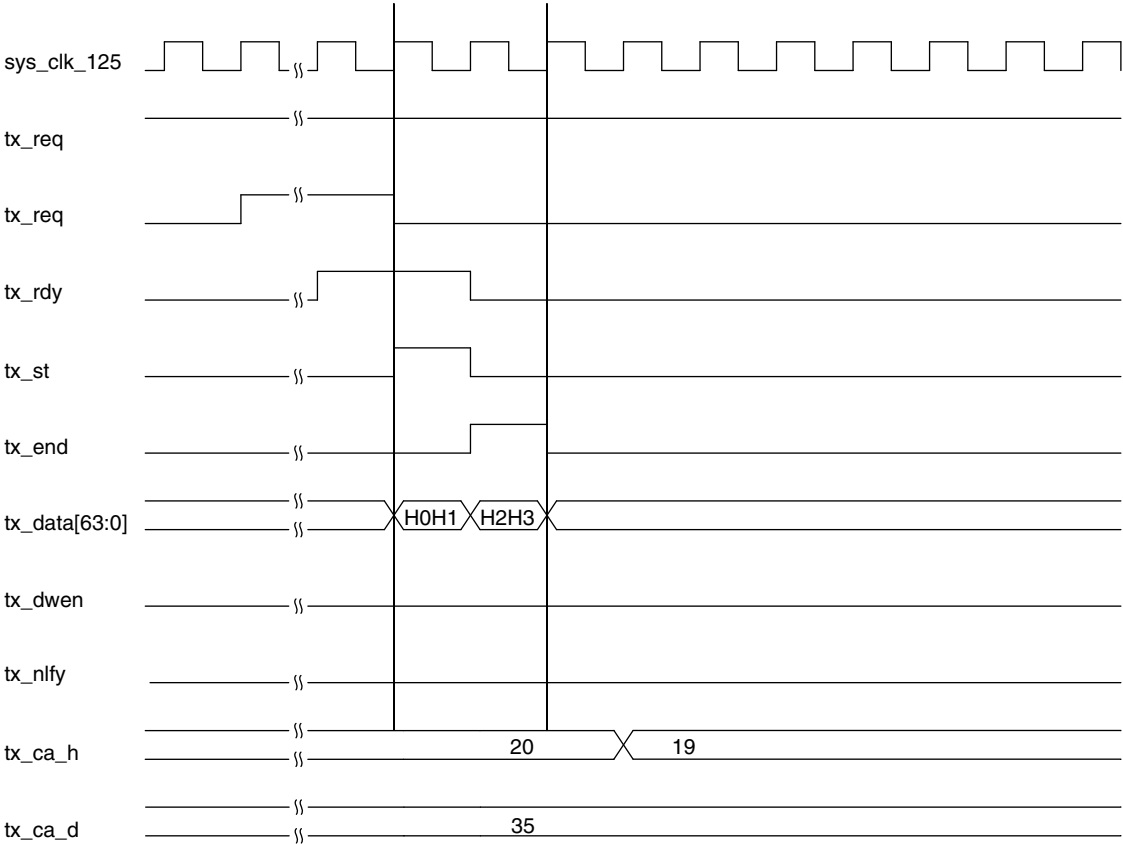 sys_clk_125
tx_req
tx_req
tx_rdy
tx_st
tx_end
tx_data[63:0] H0H1 H2H3
tx_dwen
tx_nlfy
tx_ca_h 20 19
tx_ca_d 35